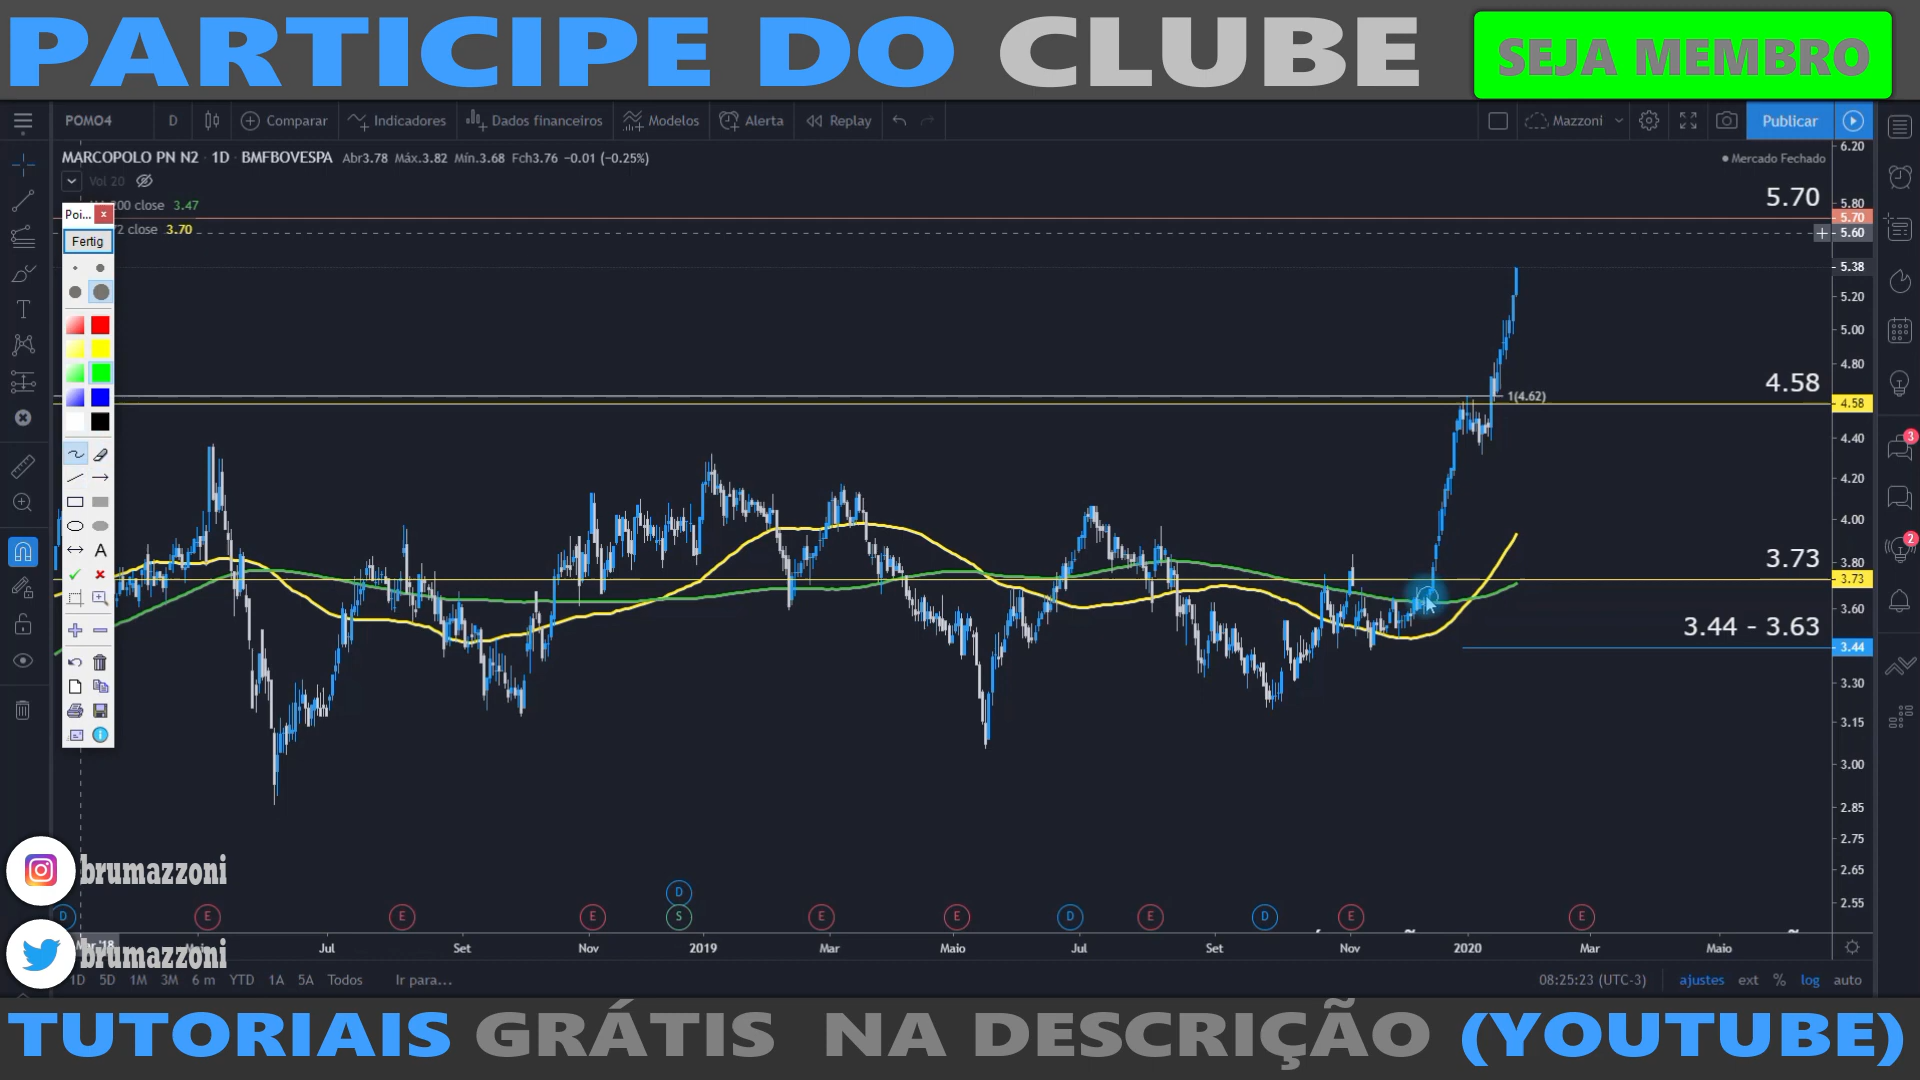 PARTICIPE DO CLUBE
SEJA MEMBRO
POMO4 D Comparar Indicadores Dados financeiros Modelos Alerta Replay Mazzoni Publicar
MARCOPOLO PN N2 1D BMFBOVESPA Abr3.78 Máx.3.82 Mín.3.68 Fch3.76 −0.01 (−0.25%)
Mercado Fechado
Vol 20
200 close 3.47
72 close 3.70
Poi... x
Fertig
A
6.20
5.80
5.70
5.60
5.38
5.20
5.00
4.80
4.58
4.40
4.20
4.00
3.80
3.73
3.60
3.44
3.30
3.15
3.00
2.85
2.75
2.65
2.55
5.70
4.58
1(4.62)
3.73
3.44 - 3.63
3
2
brumazzoni
brumazzoni
D E E E D S E E D E D E E
Jul Set Nov 2019 Mar Maio Jul Set Nov 2020 Mar Maio
1D 5D 1M 3M 6 m YTD 1A 5A Todos Ir para...
08:25:23 (UTC-3) ajustes ext % log auto
TUTORIAIS GRÁTIS NA DESCRIÇÃO (YOUTUBE)